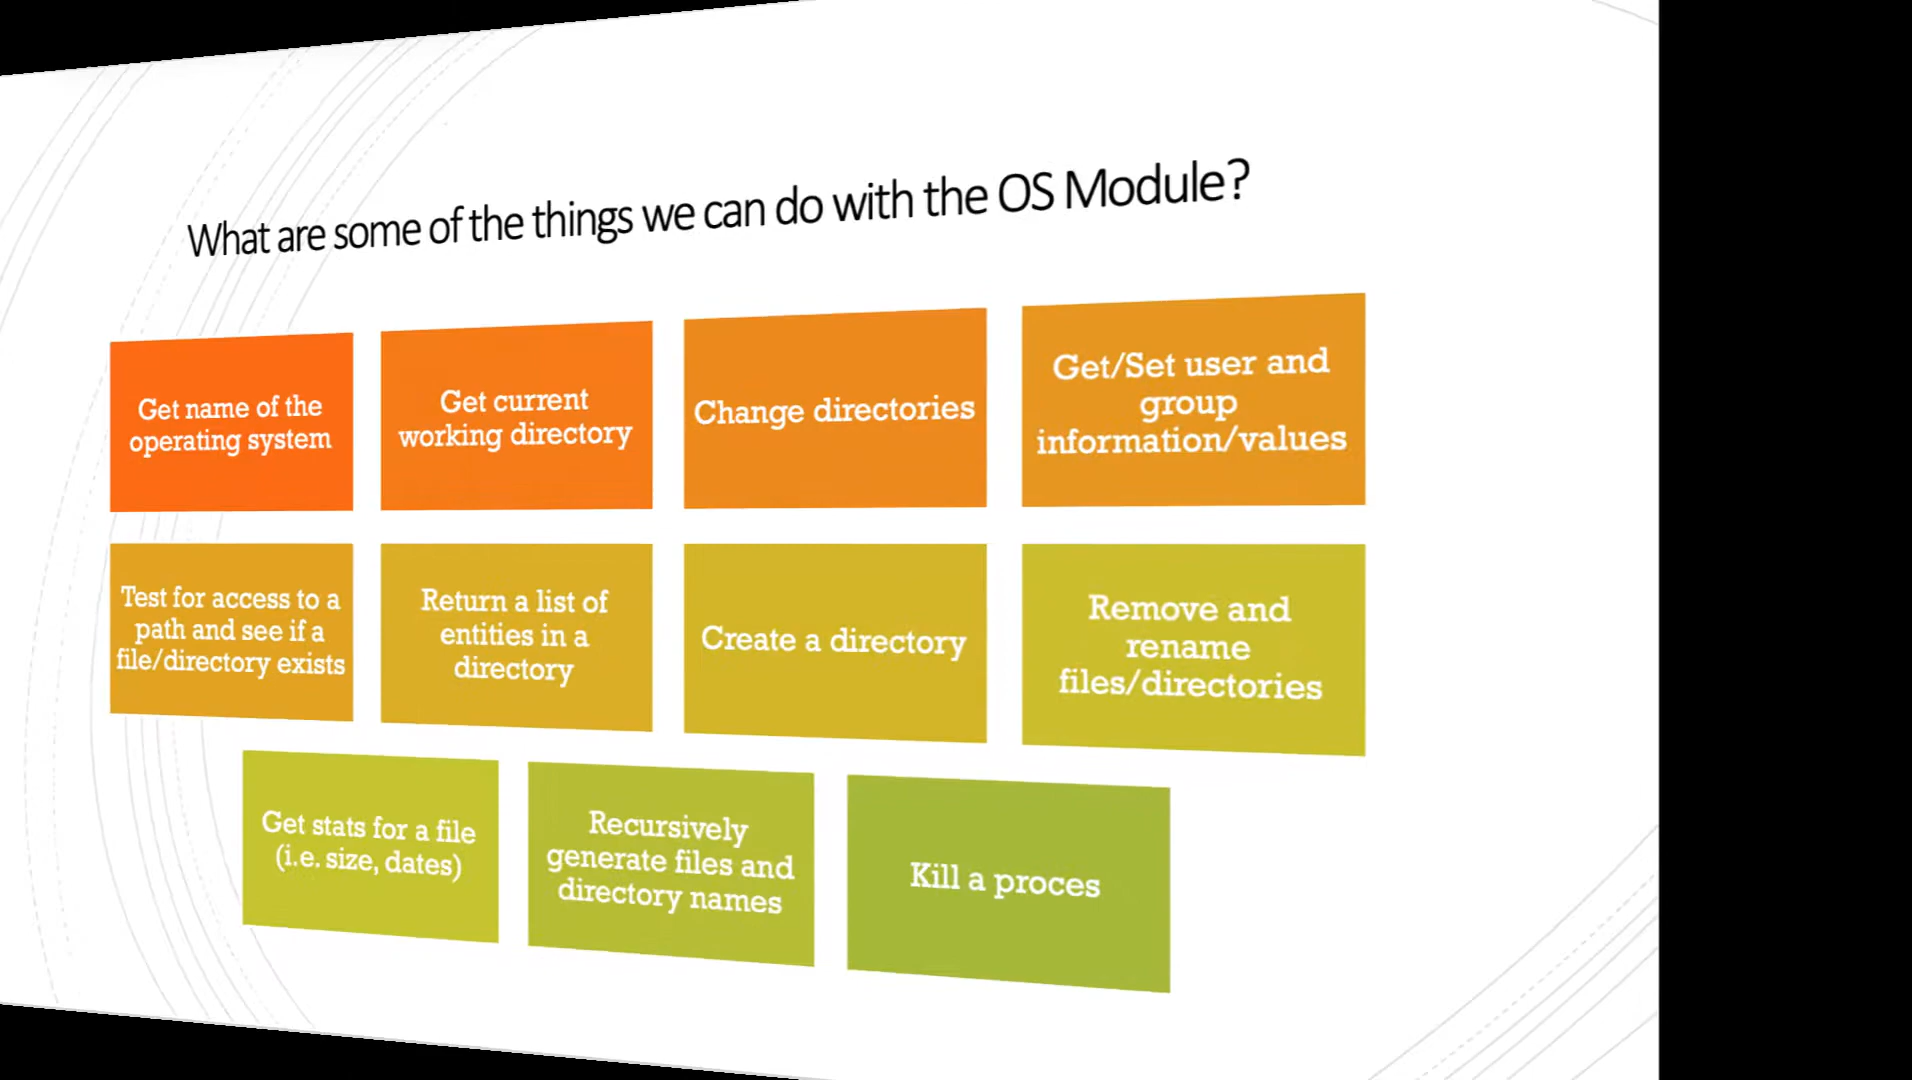 What are some of the things we can do with the OS Module?
Get name of the
operating system
Get current
working directory
Change directories
Get/Set user and
group
information/values
Test for access to a
path and see if a
file/directory exists
Return a list of
entities in a
directory
Create a directory
Remove and
rename
files/directories
Get stats for a file
(i.e. size, dates)
Recursively
generate files and
directory names
Kill a proces